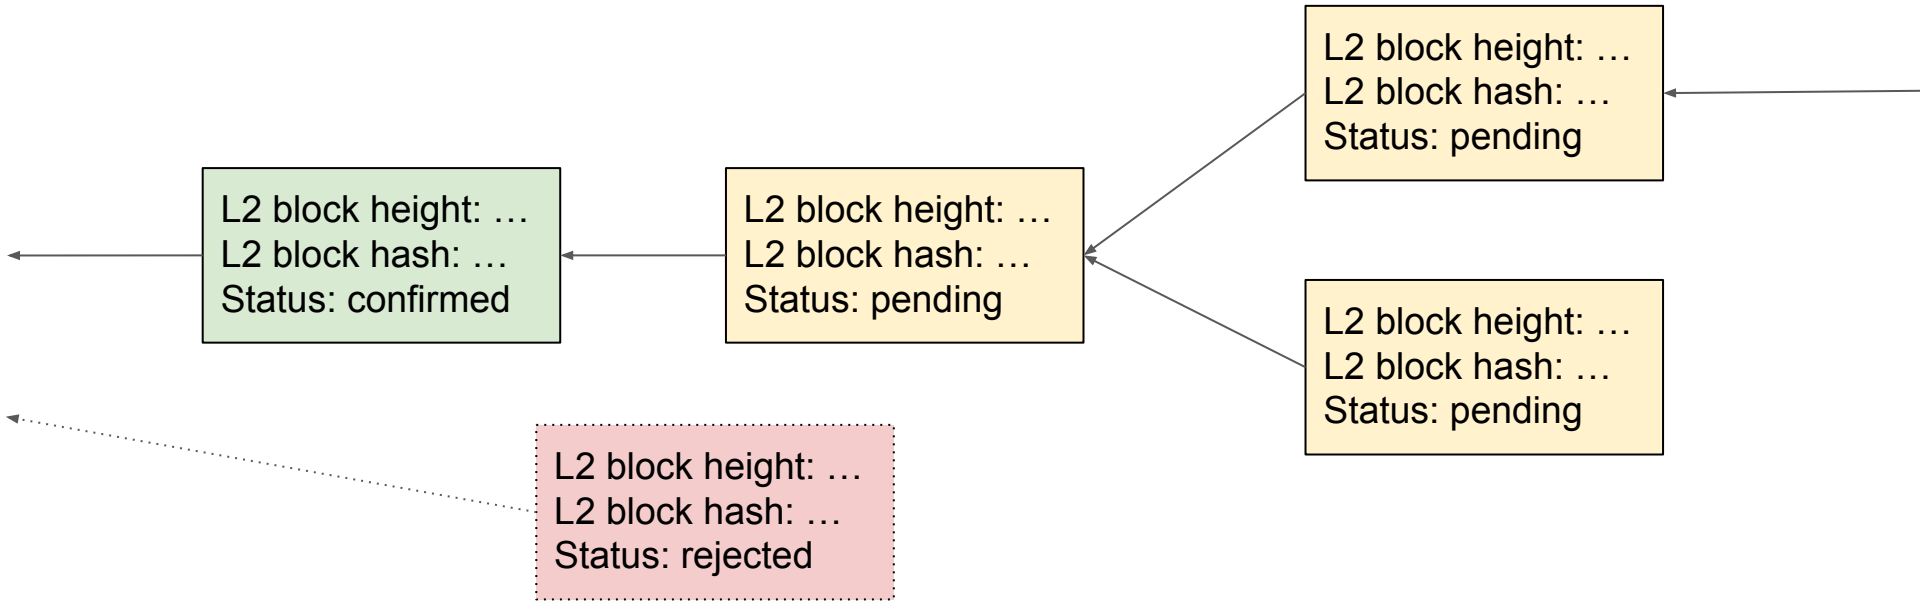 L2 block height: …
L2 block hash: …
Status: confirmed
L2 block height: …
L2 block hash: …
Status: pending
L2 block height: …
L2 block hash: …
Status: pending
L2 block height: …
L2 block hash: …
Status: pending
L2 block height: …
L2 block hash: …
Status: rejected